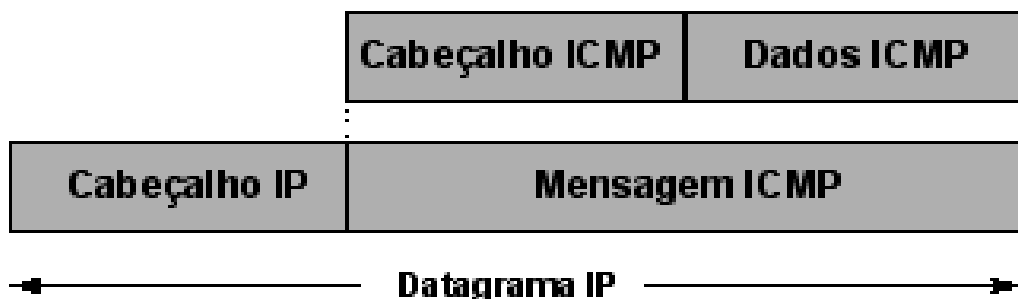 Cabeçalho ICMP Dados ICMP
Cabeçalho IP Mensagem ICMP
Datagrama IP